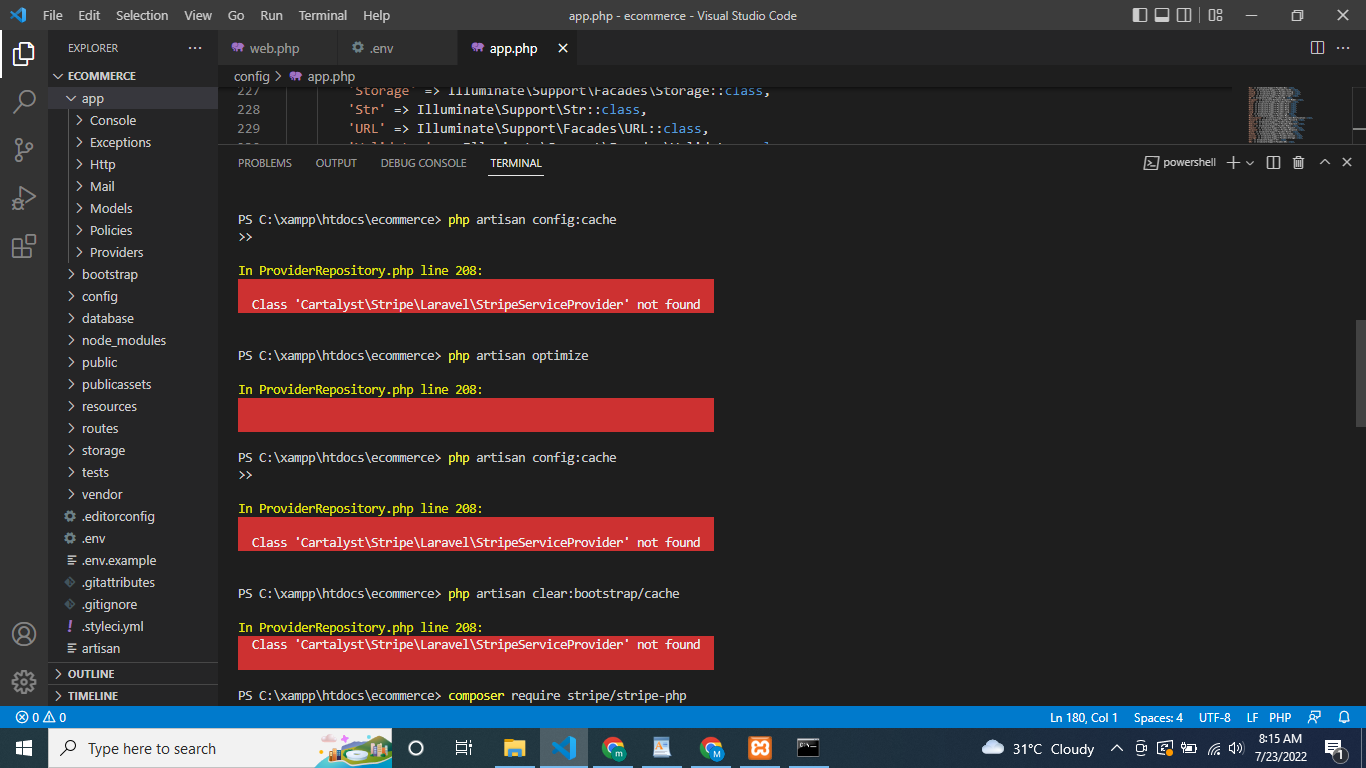 File Edit Selection View Go Run Terminal Help app.php - ecommerce - Visual Studio Code
EXPLORER
web.php .env app.php
ECOMMERCE
config > app.php
app
Console
Exceptions
Http
Mail
Models
Policies
Providers
bootstrap
config
database
node_modules
public
publicassets
resources
routes
storage
tests
vendor
.editorconfig
.env
.env.example
.gitattributes
.gitignore
.styleci.yml
artisan
OUTLINE
TIMELINE
227 'Storage' => Illuminate\Support\Facades\Storage::class,
228 'Str' => Illuminate\Support\Str::class,
229 'URL' => Illuminate\Support\Facades\URL::class,
PROBLEMS OUTPUT DEBUG CONSOLE TERMINAL powershell
PS C:\xampp\htdocs\ecommerce> php artisan config:cache
>>
In ProviderRepository.php line 208:
Class 'Cartalyst\Stripe\Laravel\StripeServiceProvider' not found
PS C:\xampp\htdocs\ecommerce> php artisan optimize
In ProviderRepository.php line 208:
PS C:\xampp\htdocs\ecommerce> php artisan config:cache
>>
In ProviderRepository.php line 208:
Class 'Cartalyst\Stripe\Laravel\StripeServiceProvider' not found
PS C:\xampp\htdocs\ecommerce> php artisan clear:bootstrap/cache
In ProviderRepository.php line 208:
Class 'Cartalyst\Stripe\Laravel\StripeServiceProvider' not found
PS C:\xampp\htdocs\ecommerce> composer require stripe/stripe-php
0 0 Ln 180, Col 1 Spaces: 4 UTF-8 LF PHP
Type here to search
31°C Cloudy
8:15 AM
7/23/2022
1